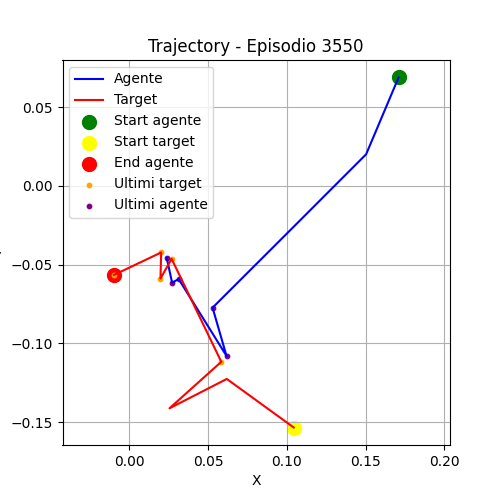 Trajectory - Episodio 3550
Agente
Target
Start agente
Start target
End agente
Ultimi target
Ultimi agente
0.05
0.00
−0.05
−0.10
−0.15
0.00
0.05
0.10
0.15
0.20
X